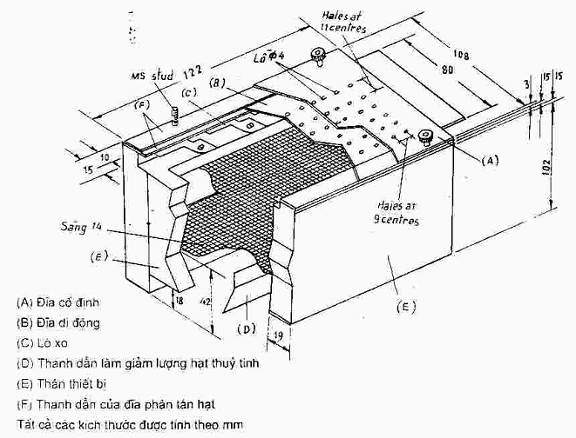 Hales at
11 centres
Lỗ Φ4
108
80
122
MS stud
(C)
(B)
(F)
3
15
15
10
15
(A)
102
Hales at
9 centres
Sàng 14
(E)
18
42
(D)
19
(E)
(A) Đĩa cố định
(B) Đĩa di động
(C) Lò xo
(D) Thanh dẫn làm giảm lượng hạt thuỷ tinh
(E) Thân thiết bị
(F) Thanh dẫn của đĩa phân tán hạt
Tất cả các kích thước được tính theo mm